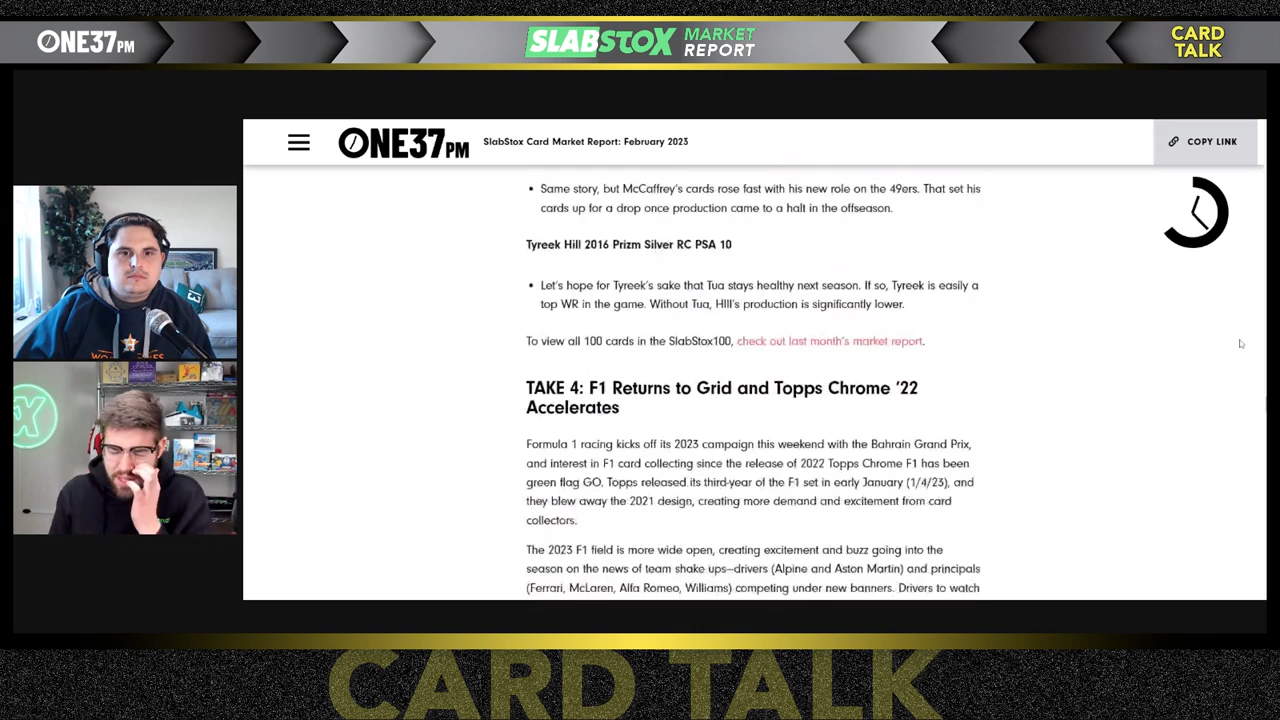 ONE37PM
SLABSTOX MARKET REPORT
CARD TALK
ONE37PM
SlabStox Card Market Report: February 2023
COPY LINK
• Same story, but McCaffrey's cards rose fast with his new role on the 49ers. That set his
cards up for a drop once production came to a halt in the offseason.
Tyreek Hill 2016 Prizm Silver RC PSA 10
• Let's hope for Tyreek's sake that Tua stays healthy next season. If so, Tyreek is easily a
top WR in the game. Without Tua, HIll's production is significantly lower.
To view all 100 cards in the SlabStox100, check out last month's market report.
TAKE 4: F1 Returns to Grid and Topps Chrome '22
Accelerates
Formula 1 racing kicks off its 2023 campaign this weekend with the Bahrain Grand Prix,
and interest in F1 card collecting since the release of 2022 Topps Chrome F1 has been
green flag GO. Topps released its third-year of the F1 set in early January (1/4/23), and
they blew away the 2021 design, creating more demand and excitement from card
collectors.
The 2023 F1 field is more wide open, creating excitement and buzz going into the
season on the news of team shake ups—drivers (Alpine and Aston Martin) and principals
(Ferrari, McLaren, Alfa Romeo, Williams) competing under new banners. Drivers to watch
CARD TALK